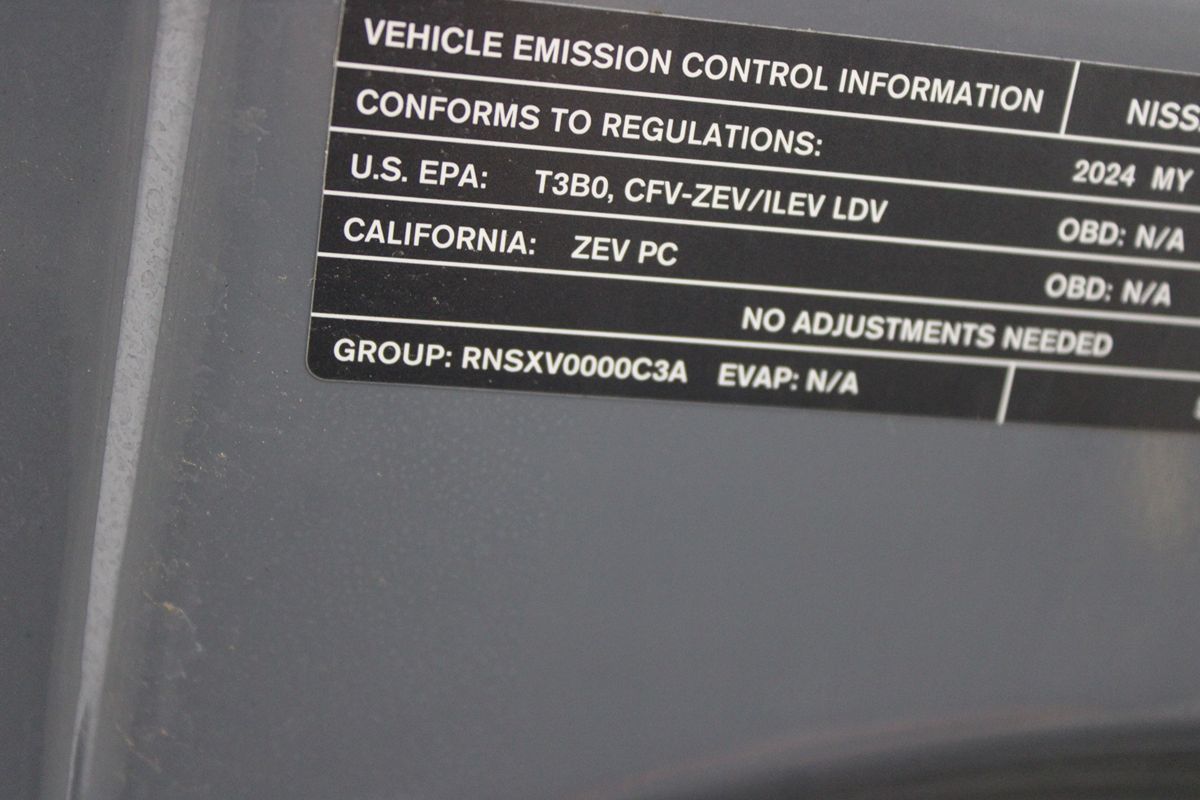 VEHICLE EMISSION CONTROL INFORMATION NISS
CONFORMS TO REGULATIONS: 2024 MY
U.S. EPA: T3B0, CFV-ZEV/ILEV LDV OBD: N/A
CALIFORNIA: ZEV PC OBD: N/A
NO ADJUSTMENTS NEEDED
GROUP: RNSXV0000C3A EVAP: N/A